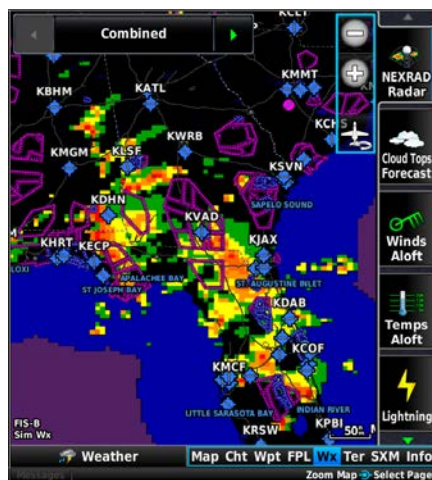 KCLT
Combined
KMMT
NEXRAD
Radar
KBHM
KATL
KCHS
KWRB
KMGM
KLSF
KSVN
Cloud Tops
Forecast
SAPELO SOUND
KDHN
KVAD
KHRT
KECP
KJAX
Winds
Aloft
LOXI
APALACHEE BAY
ST JOSEPH BAY
ST. AUGUSTINE INLET
KDAB
Temps
Aloft
KCOF
KMCF
LITTLE SARASOTA BAY
INDIAN RIVER
Lightning
FIS-B
Sim Wx
KRSW
KPBI
Weather
Map Cht Wpt FPL Wx Ter SXM Info
Messages
Zoom Map Select Page